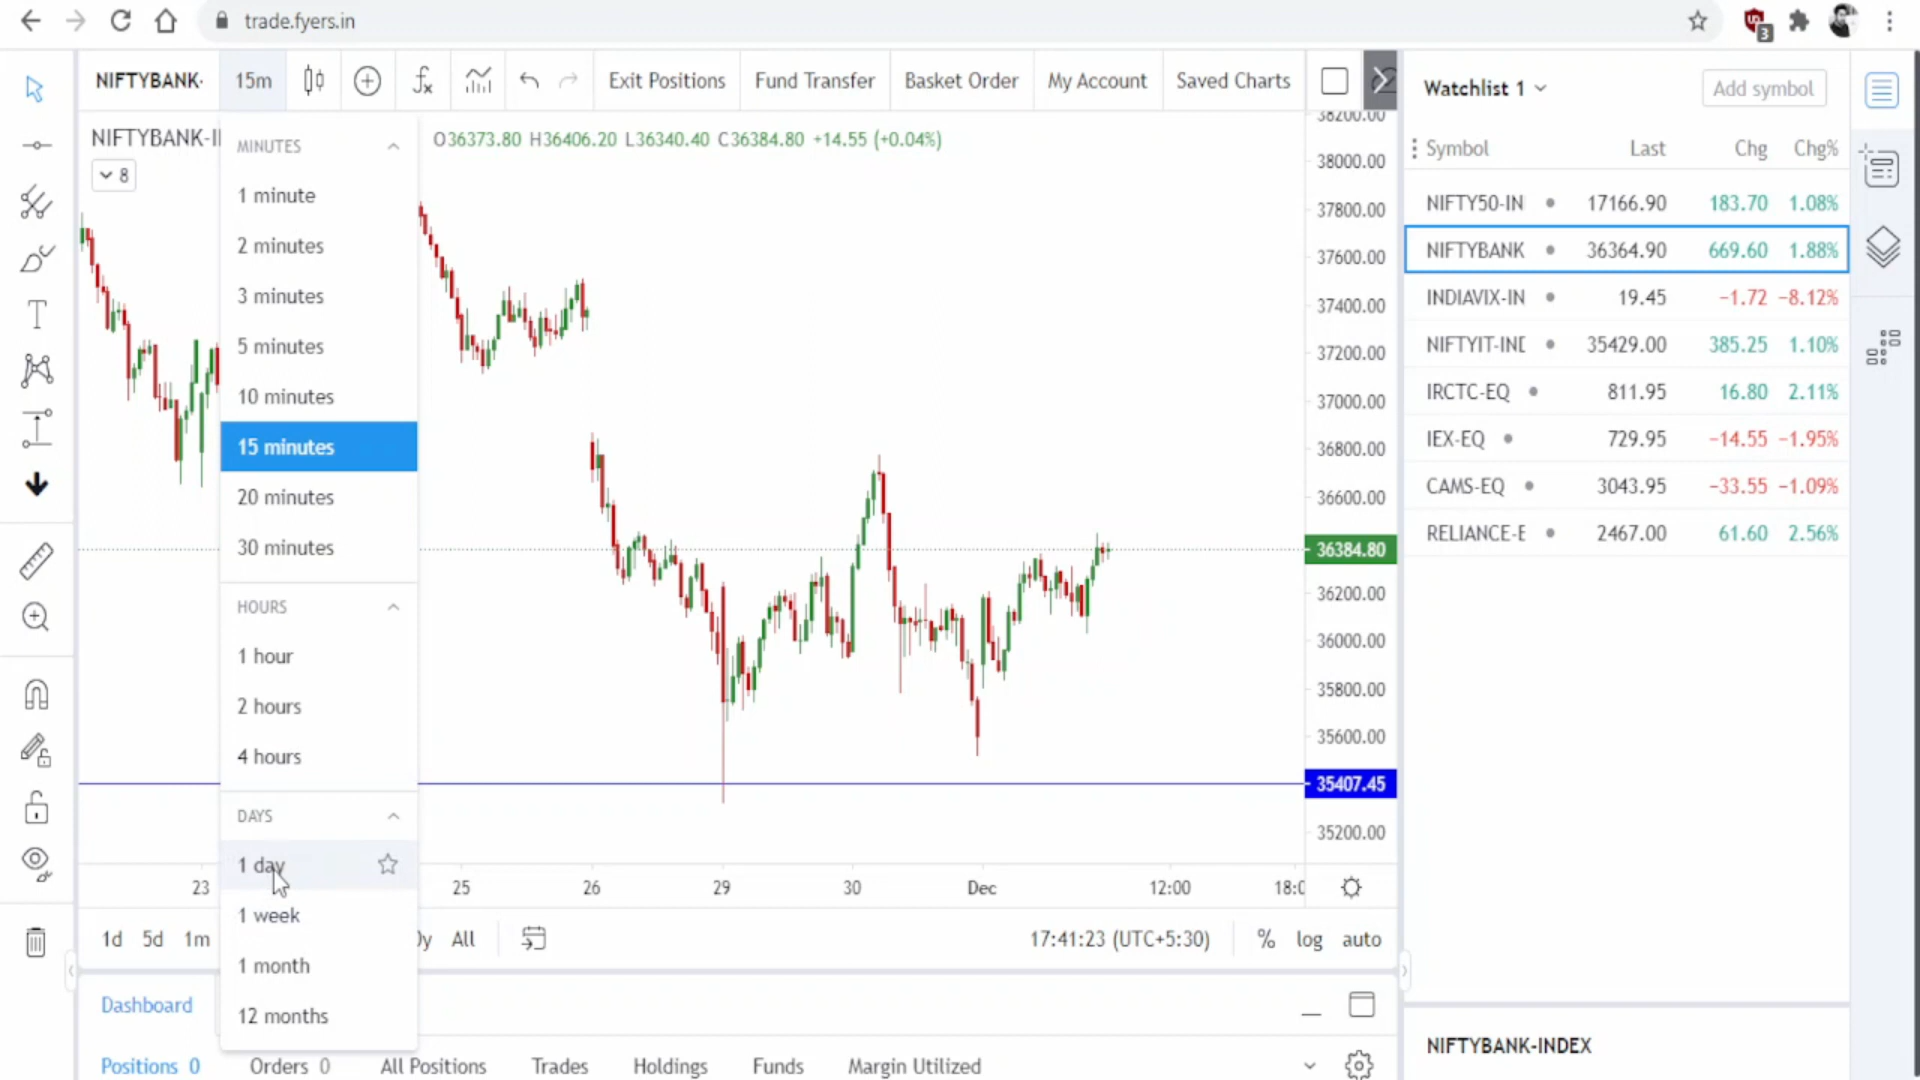 trade.fyers.in
3
NIFTYBANK-
15m
Exit Positions
Fund Transfer
Basket Order
My Account
Saved Charts
NIFTYBANK-I
O36373.80 H36406.20 L36340.40 C36384.80 +14.55 (+0.04%)
8
MINUTES
1 minute
2 minutes
3 minutes
5 minutes
10 minutes
15 minutes
20 minutes
30 minutes
HOURS
1 hour
2 hours
4 hours
DAYS
1 day
1 week
1 month
12 months
38200.00
38000.00
37800.00
37600.00
37400.00
37200.00
37000.00
36800.00
36600.00
36384.80
36200.00
36000.00
35800.00
35600.00
35407.45
35200.00
23 25 26 29 30 Dec 12:00 18:0
1d 5d 1m y All
17:41:23 (UTC+5:30) % log auto
Dashboard
Positions 0 Orders 0 All Positions Trades Holdings Funds Margin Utilized
Watchlist 1
Add symbol
Symbol Last Chg Chg%
NIFTY50-IN 17166.90 183.70 1.08%
NIFTYBANK 36364.90 669.60 1.88%
INDIAVIX-IN 19.45 −1.72 −8.12%
NIFTYIT-IND 35429.00 385.25 1.10%
IRCTC-EQ 811.95 16.80 2.11%
IEX-EQ 729.95 −14.55 −1.95%
CAMS-EQ 3043.95 −33.55 −1.09%
RELIANCE-E 2467.00 61.60 2.56%
NIFTYBANK-INDEX